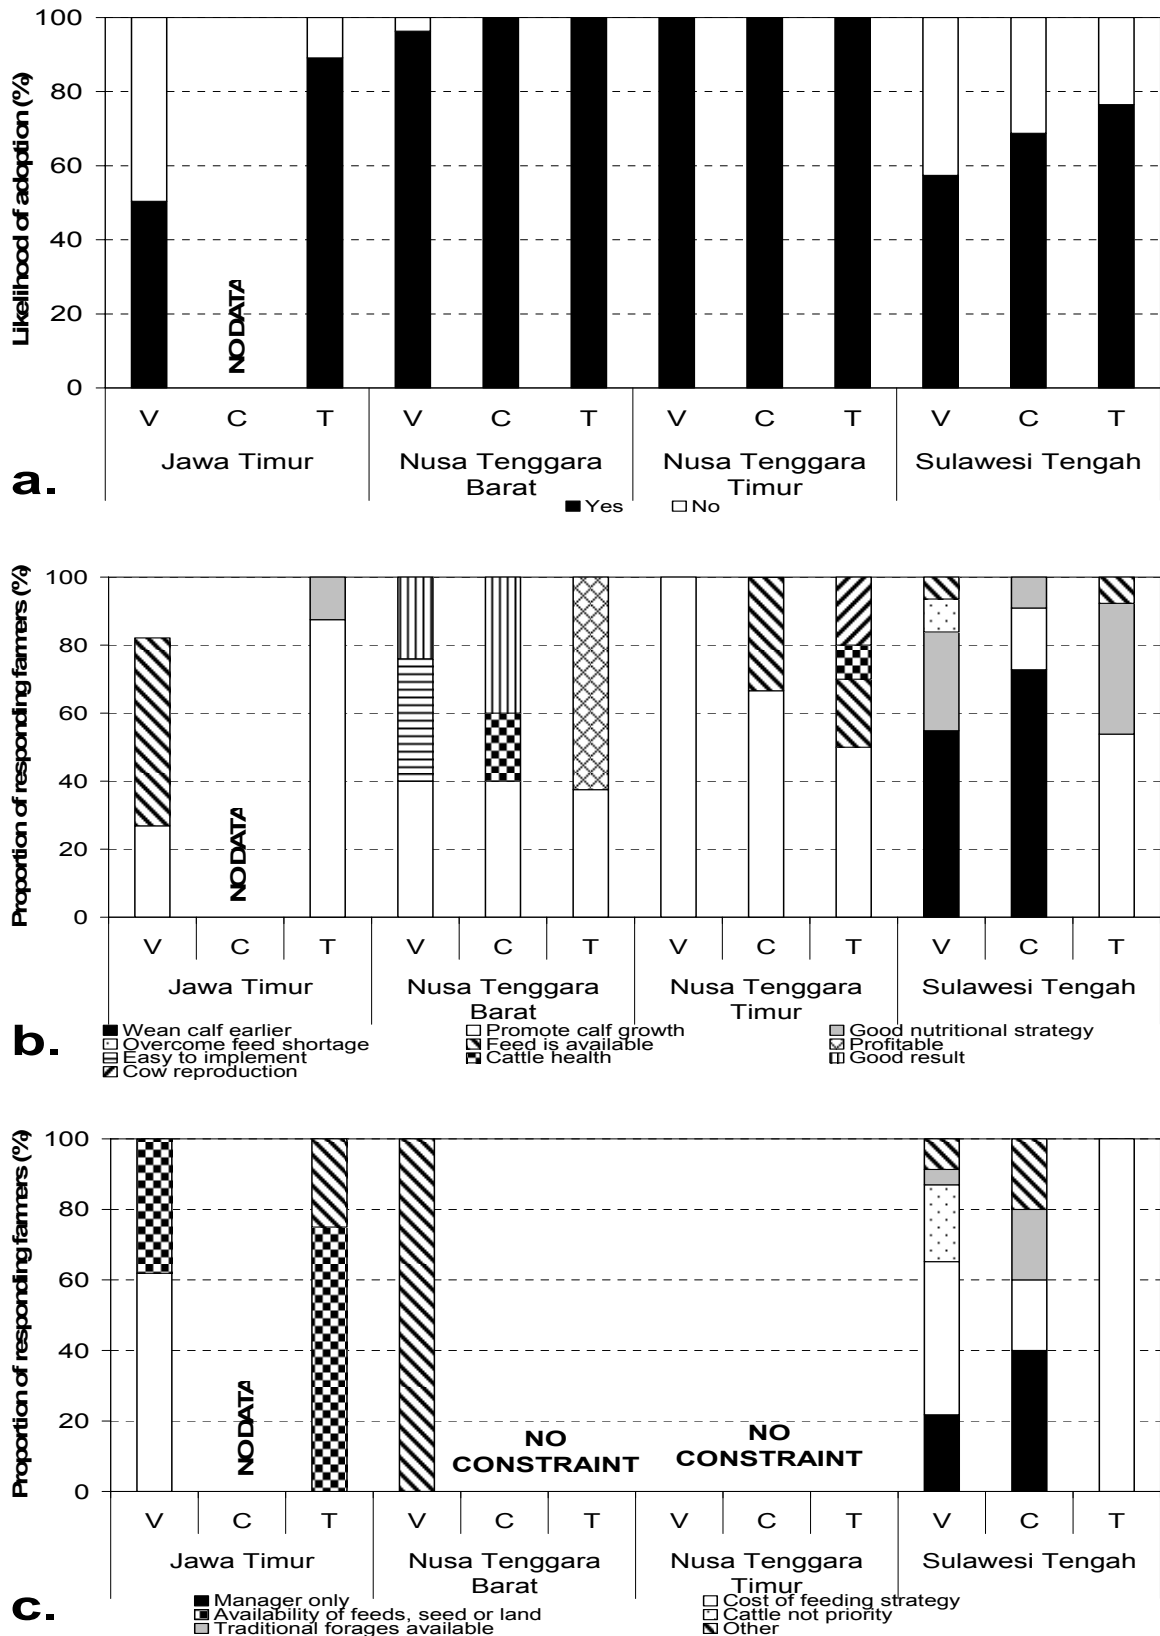 Likelihood of adoption (%)
100
80
60
40
20
0
NO DATA
V C T V C T V C T V C T
Jawa Timur Nusa Tenggara Nusa Tenggara Sulawesi Tengah
Barat Timur
a.
Yes No
Proportion of responding farmers (%)
100
80
60
40
20
0
NO DATA
V C T V C T V C T V C T
Jawa Timur Nusa Tenggara Nusa Tenggara Sulawesi Tengah
Barat Timur
b.
Wean calf earlier Promote calf growth Good nutritional strategy
Overcome feed shortage Feed is available Profitable
Easy to implement Cattle health Good result
Cow reproduction
Proportion of responding farmers (%)
100
80
60
40
20
0
NO DATA
NO
CONSTRAINT
NO
CONSTRAINT
V C T V C T V C T V C T
Jawa Timur Nusa Tenggara Nusa Tenggara Sulawesi Tengah
Barat Timur
c.
Manager only Cost of feeding strategy
Availability of feeds, seed or land Cattle not priority
Traditional forages available Other